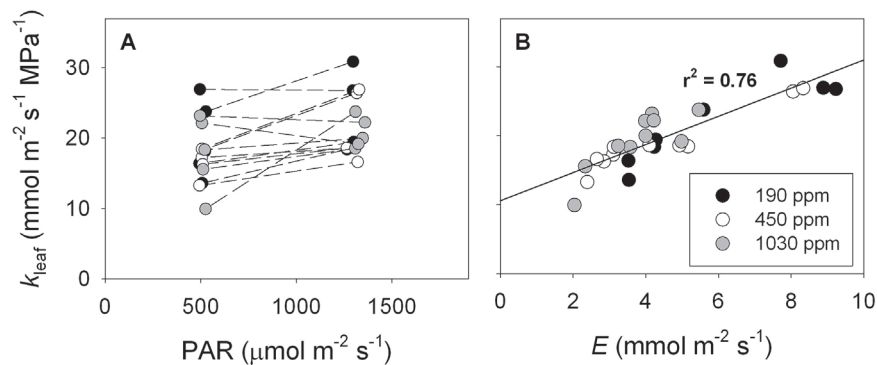 A
B
k_leaf (mmol m⁻² s⁻¹ MPa⁻¹)
30
20
10
0
0
500
1000
1500
PAR (μmol m⁻² s⁻¹)
r² = 0.76
190 ppm
450 ppm
1030 ppm
0
2
4
6
8
10
E (mmol m⁻² s⁻¹)